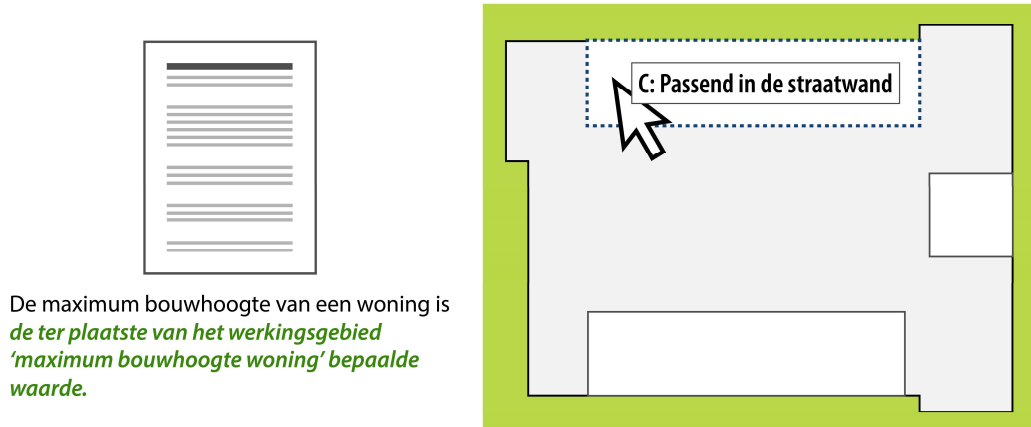 C: Passend in de straatwand
De maximum bouwhoogte van een woning is
de ter plaatste van het werkingsgebied
‘maximum bouwhoogte woning’ bepaalde
waarde.